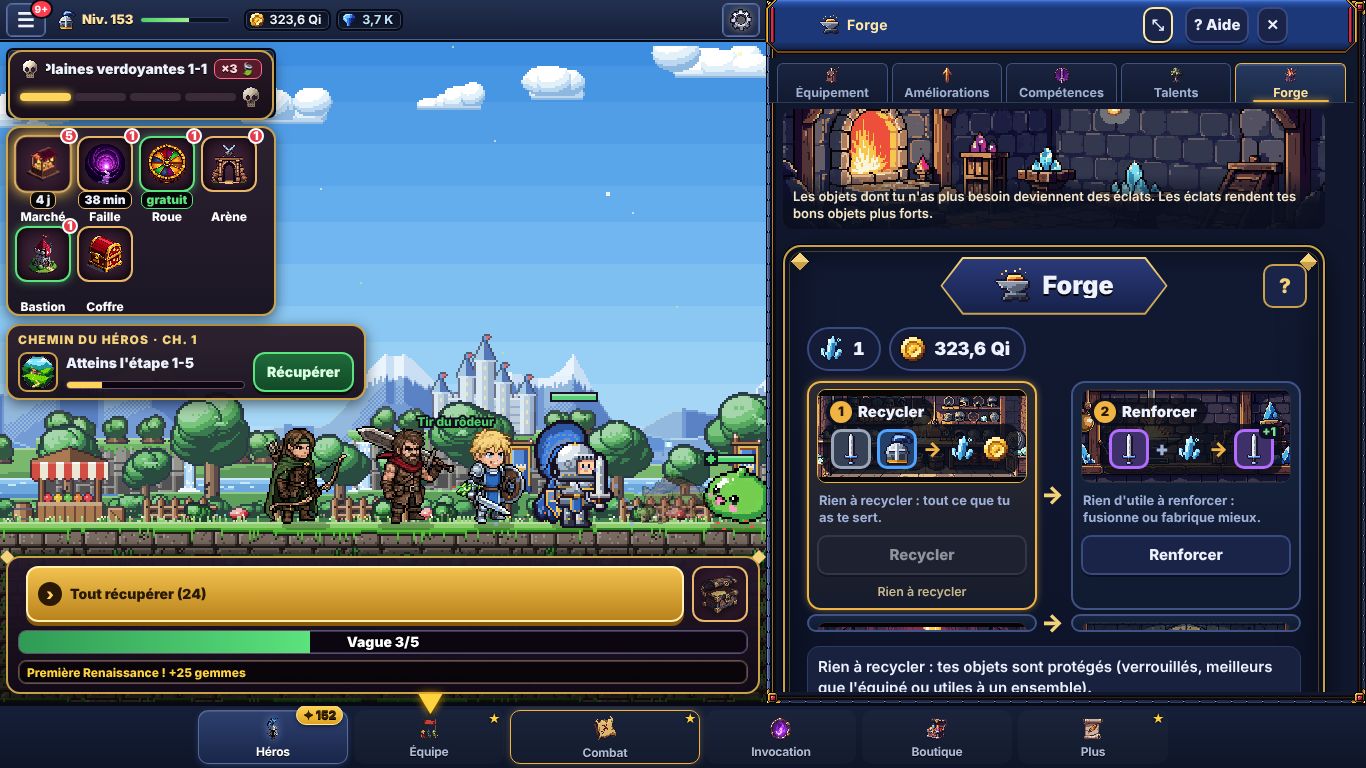 9+
Niv. 153
323,6 Qi
3,7 K
Plaines verdoyantes 1-1
×3
5
1
1
1
4 j
38 min
gratuit
Marché
Faille
Roue
Arène
1
Bastion
Coffre
CHEMIN DU HÉROS · CH. 1
Atteins l'étape 1-5
Récupérer
Tir du rôdeur
Tout récupérer (24)
Vague 3/5
Première Renaissance ! +25 gemmes
Forge
? Aide
×
Équipement
Améliorations
Compétences
Talents
Forge
Les objets dont tu n'as plus besoin deviennent des éclats. Les éclats rendent tes
bons objets plus forts.
Forge
?
1
323,6 Qi
1 Recycler
Rien à recycler : tout ce que tu
as te sert.
Recycler
Rien à recycler
2 Renforcer
+1
Rien d'utile à renforcer :
fusionne ou fabrique mieux.
Renforcer
Rien à recycler : tes objets sont protégés (verrouillés, meilleurs
que l'équipé ou utiles à un ensemble).
152
Héros
Équipe
Combat
Invocation
Boutique
Plus